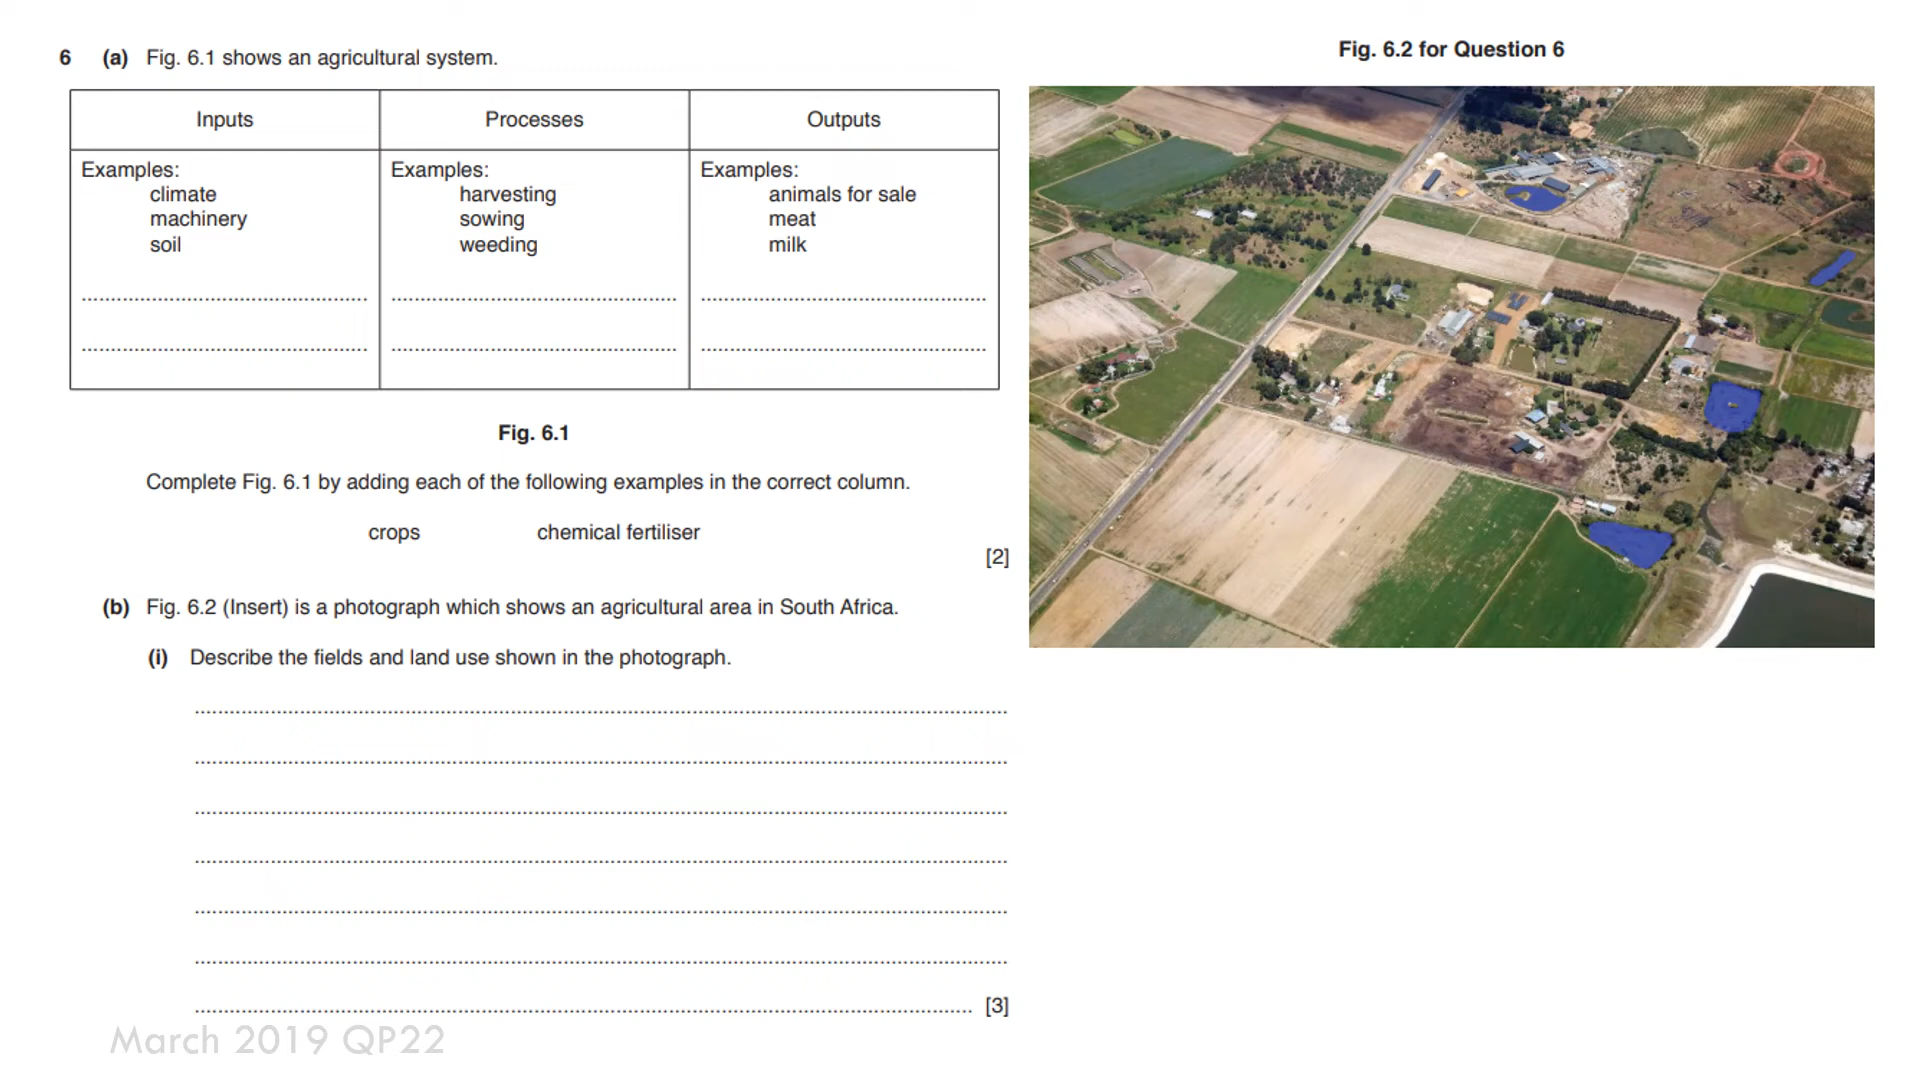 6 (a) Fig. 6.1 shows an agricultural system.
Inputs Processes Outputs
Examples: Examples: Examples:
climate harvesting animals for sale
machinery sowing meat
soil weeding milk
Fig. 6.1
Complete Fig. 6.1 by adding each of the following examples in the correct column.
crops chemical fertiliser
[2]
(b) Fig. 6.2 (Insert) is a photograph which shows an agricultural area in South Africa.
(i) Describe the fields and land use shown in the photograph.
[3]
March 2019 QP22
Fig. 6.2 for Question 6